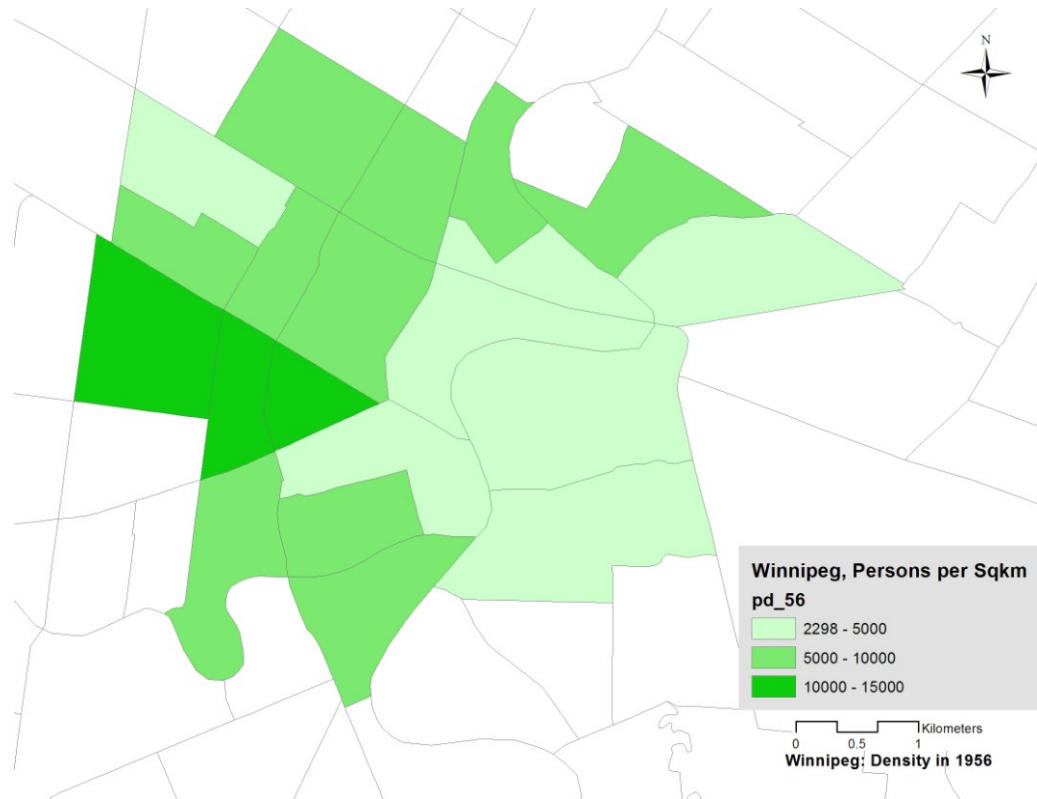 N
Winnipeg, Persons per Sqkm
pd_56
2298 - 5000
5000 - 10000
10000 - 15000
Kilometers
0 0.5 1
Winnipeg: Density in 1956